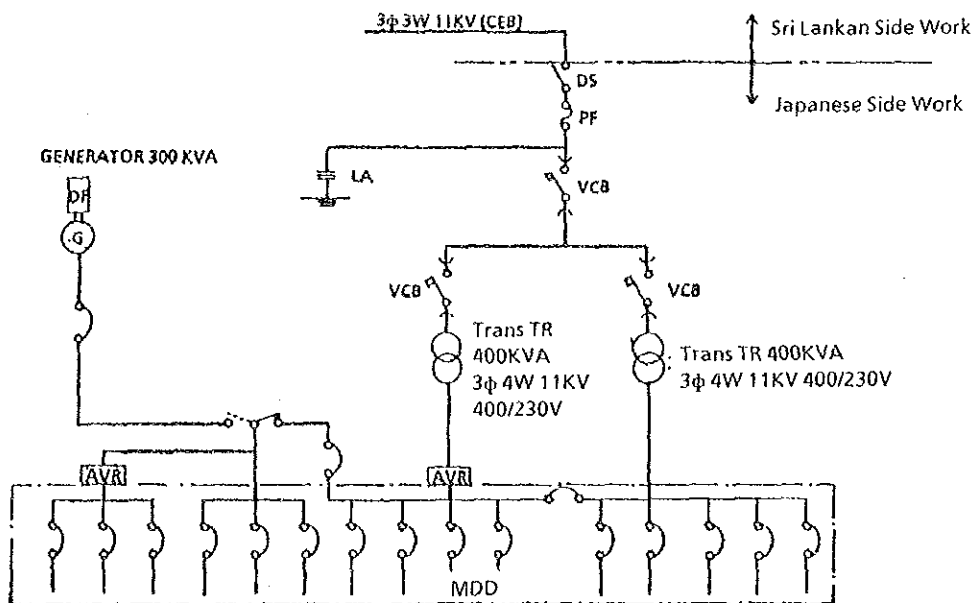 3ϕ 3W 11KV (CEB)
Sri Lankan Side Work
Japanese Side Work
DS
PF
GENERATOR 300 KVA
LA
VCB
G
VCB
VCB
Trans TR
400KVA
3ϕ 4W 11KV
400/230V
Trans TR 400KVA
3ϕ 4W 11KV 400/230V
AVR
AVR
MDD